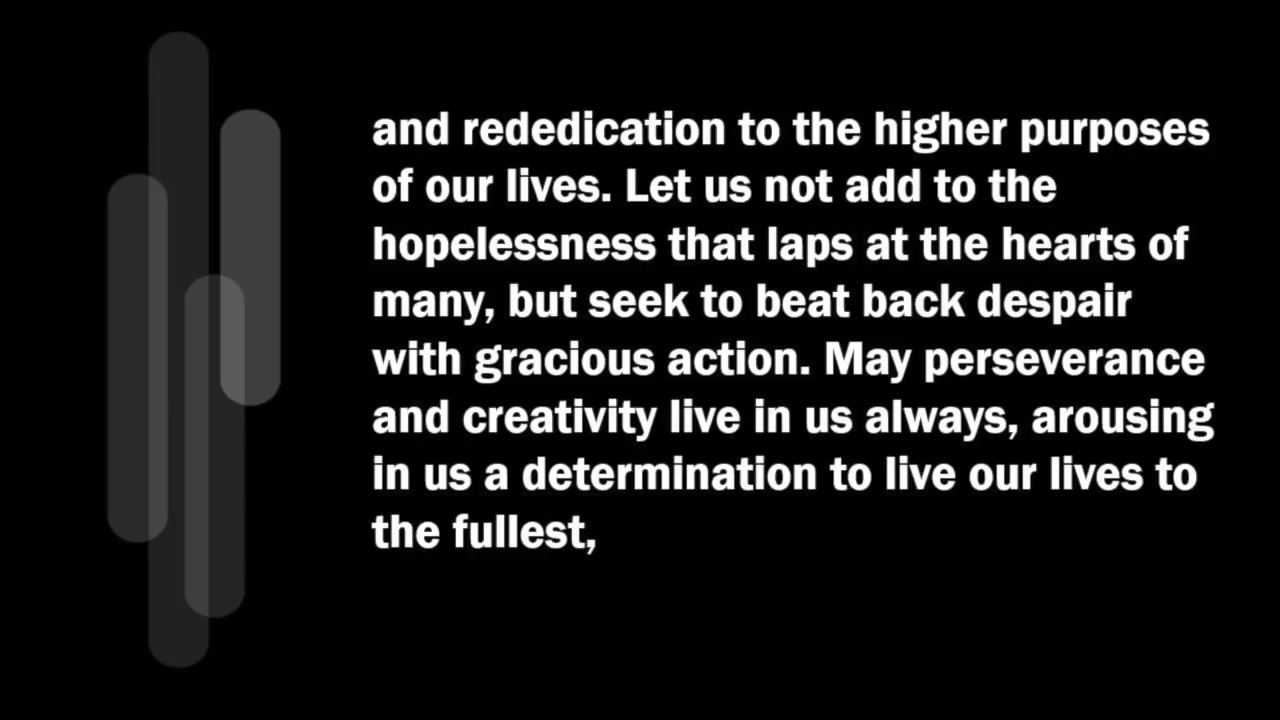 and rededication to the higher purposes
of our lives. Let us not add to the
hopelessness that laps at the hearts of
many, but seek to beat back despair
with gracious action. May perseverance
and creativity live in us always, arousing
in us a determination to live our lives to
the fullest,